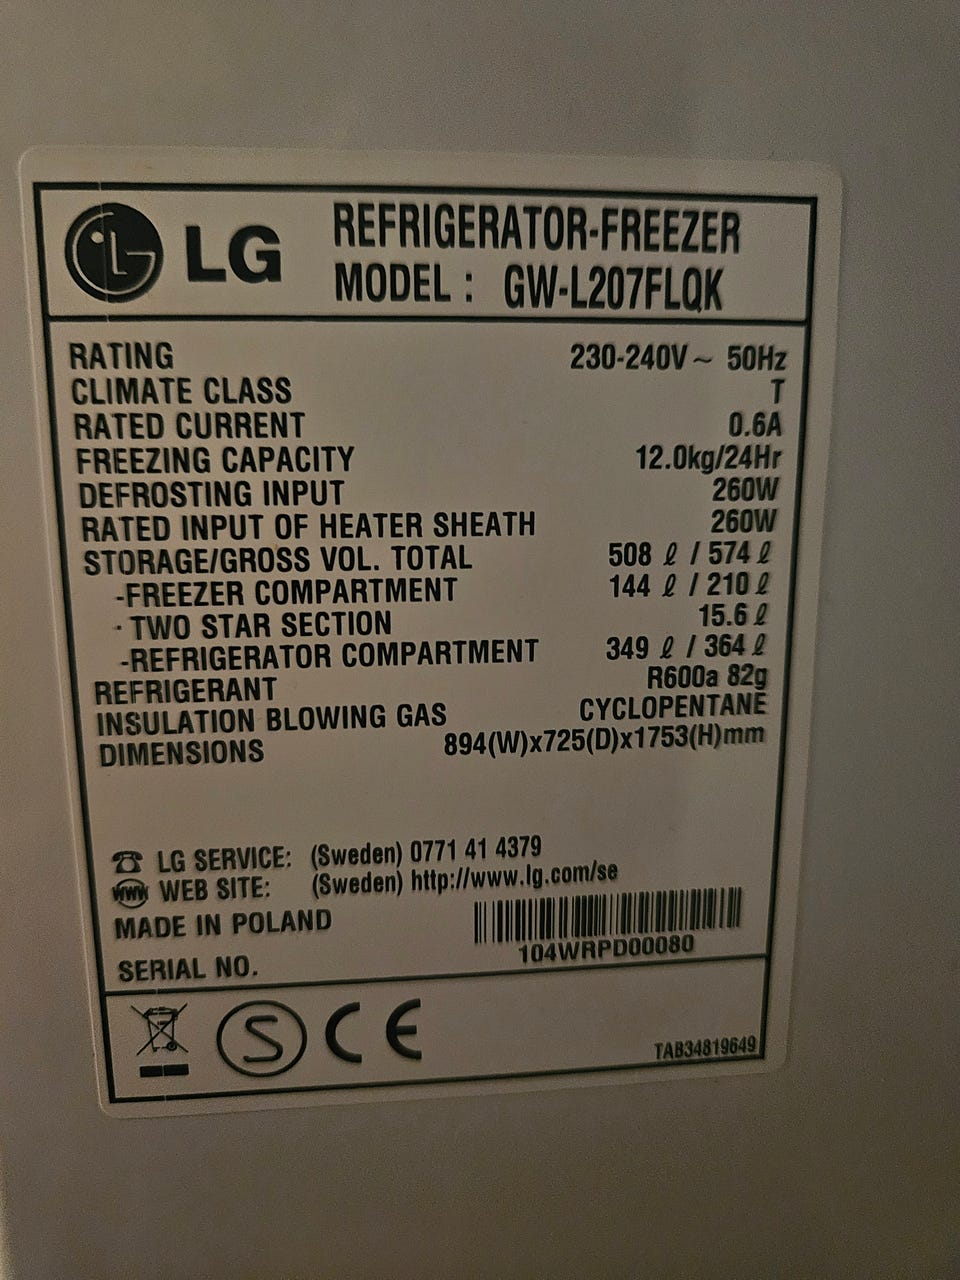 LG REFRIGERATOR-FREEZER
MODEL : GW-L207FLQK
RATING 230-240V ~ 50Hz
CLIMATE CLASS T
RATED CURRENT 0.6A
FREEZING CAPACITY 12.0kg/24Hr
DEFROSTING INPUT 260W
RATED INPUT OF HEATER SHEATH 260W
STORAGE/GROSS VOL. TOTAL 508 ℓ / 574 ℓ
-FREEZER COMPARTMENT 144 ℓ / 210 ℓ
· TWO STAR SECTION 15.6 ℓ
-REFRIGERATOR COMPARTMENT 349 ℓ / 364 ℓ
REFRIGERANT R600a 82g
INSULATION BLOWING GAS CYCLOPENTANE
DIMENSIONS 894(W)x725(D)x1753(H)mm
LG SERVICE: (Sweden) 0771 41 4379
WWW WEB SITE: (Sweden) http://www.lg.com/se
MADE IN POLAND
SERIAL NO. 104WRPD00080
S CE TAB34819649